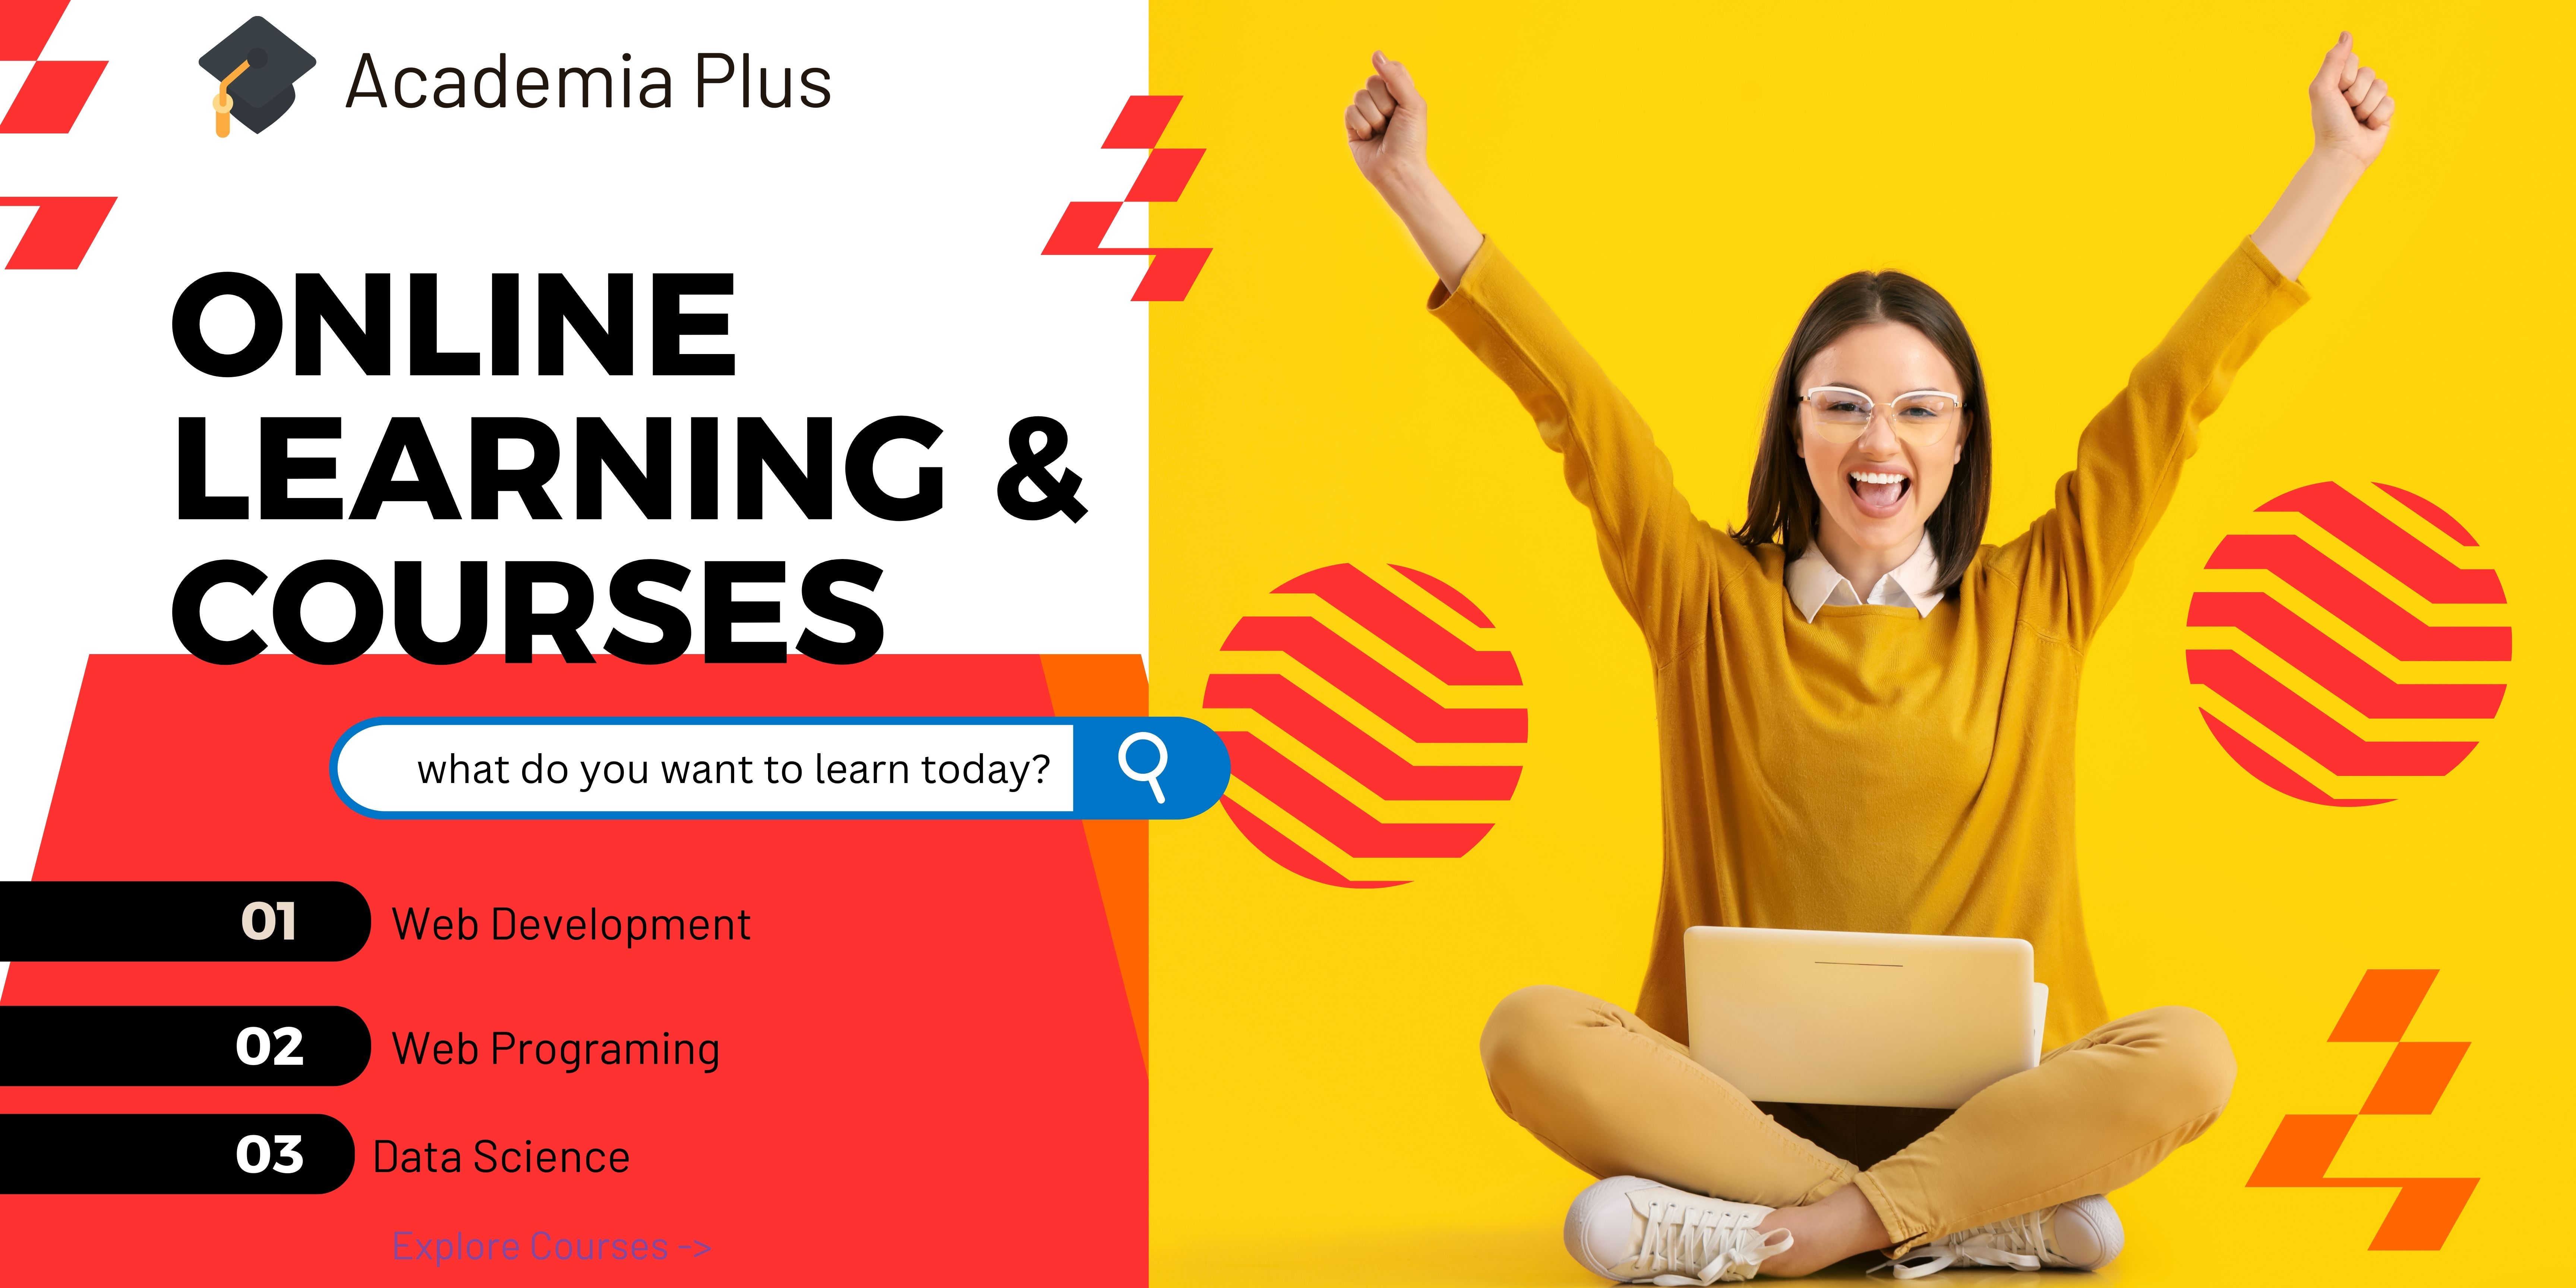 Academia Plus
ONLINE
LEARNING &
COURSES
what do you want to learn today?
01 Web Development
02 Web Programing
03 Data Science
Explore Courses ->